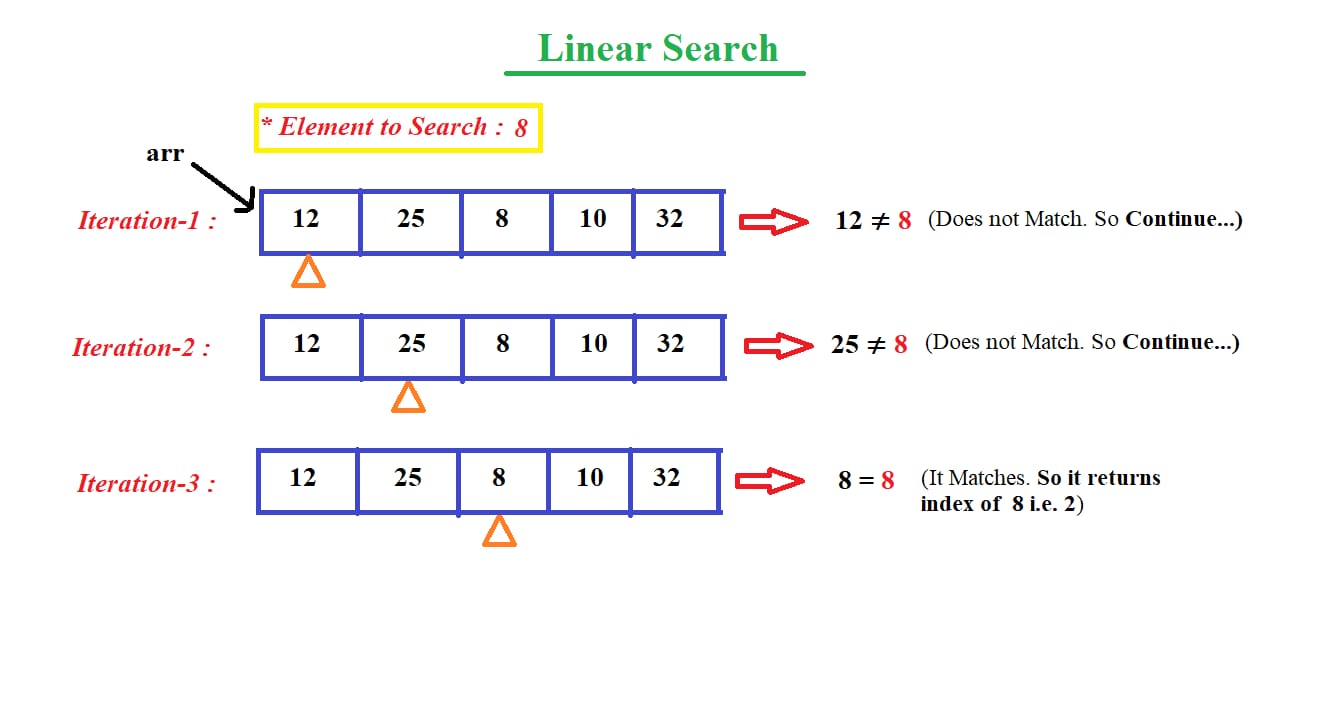 Linear Search
* Element to Search : 8
arr
Iteration-1 : 12 25 8 10 32 12 ≠ 8 (Does not Match. So Continue...)
Iteration-2 : 12 25 8 10 32 25 ≠ 8 (Does not Match. So Continue...)
Iteration-3 : 12 25 8 10 32 8 = 8 (It Matches. So it returns
index of 8 i.e. 2)